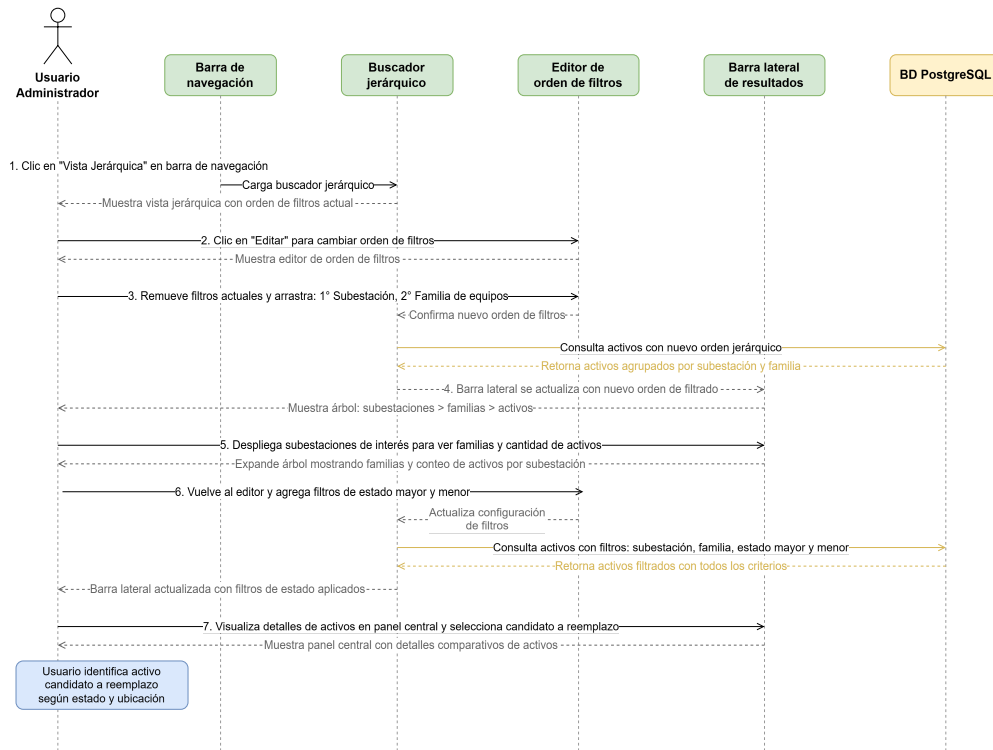 Usuario
Administrador
Barra de
navegación
Buscador
jerárquico
Editor de
orden de filtros
Barra lateral
de resultados
BD PostgreSQL
1. Clic en "Vista Jerárquica" en barra de navegación
Carga buscador jerárquico
Muestra vista jerárquica con orden de filtros actual
2. Clic en "Editar" para cambiar orden de filtros
Muestra editor de orden de filtros
3. Remueve filtros actuales y arrastra: 1° Subestación, 2° Familia de equipos
Confirma nuevo orden de filtros
Consulta activos con nuevo orden jerárquico
Retorna activos agrupados por subestación y familia
4. Barra lateral se actualiza con nuevo orden de filtrado
Muestra árbol: subestaciones > familias > activos
5. Despliega subestaciones de interés para ver familias y cantidad de activos
Expande árbol mostrando familias y conteo de activos por subestación
6. Vuelve al editor y agrega filtros de estado mayor y menor
Actualiza configuración
de filtros
Consulta activos con filtros: subestación, familia, estado mayor y menor
Retorna activos filtrados con todos los criterios
Barra lateral actualizada con filtros de estado aplicados
7. Visualiza detalles de activos en panel central y selecciona candidato a reemplazo
Muestra panel central con detalles comparativos de activos
Usuario identifica activo
candidato a reemplazo
según estado y ubicación